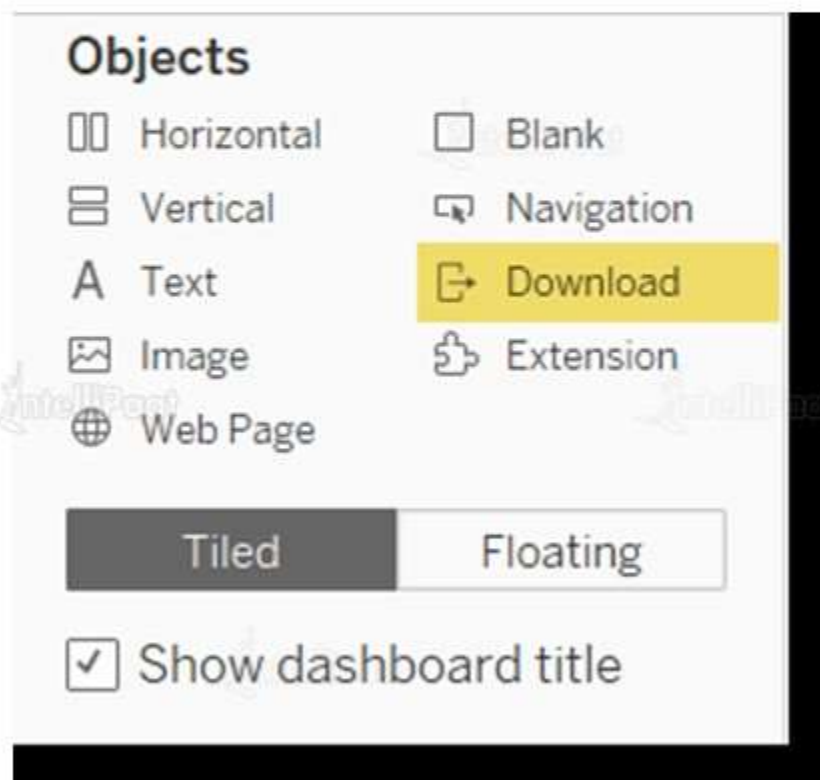 Objects
Horizontal
Blank
Vertical
Navigation
Text
Download
Image
Extension
Web Page
Tiled
Floating
Show dashboard title